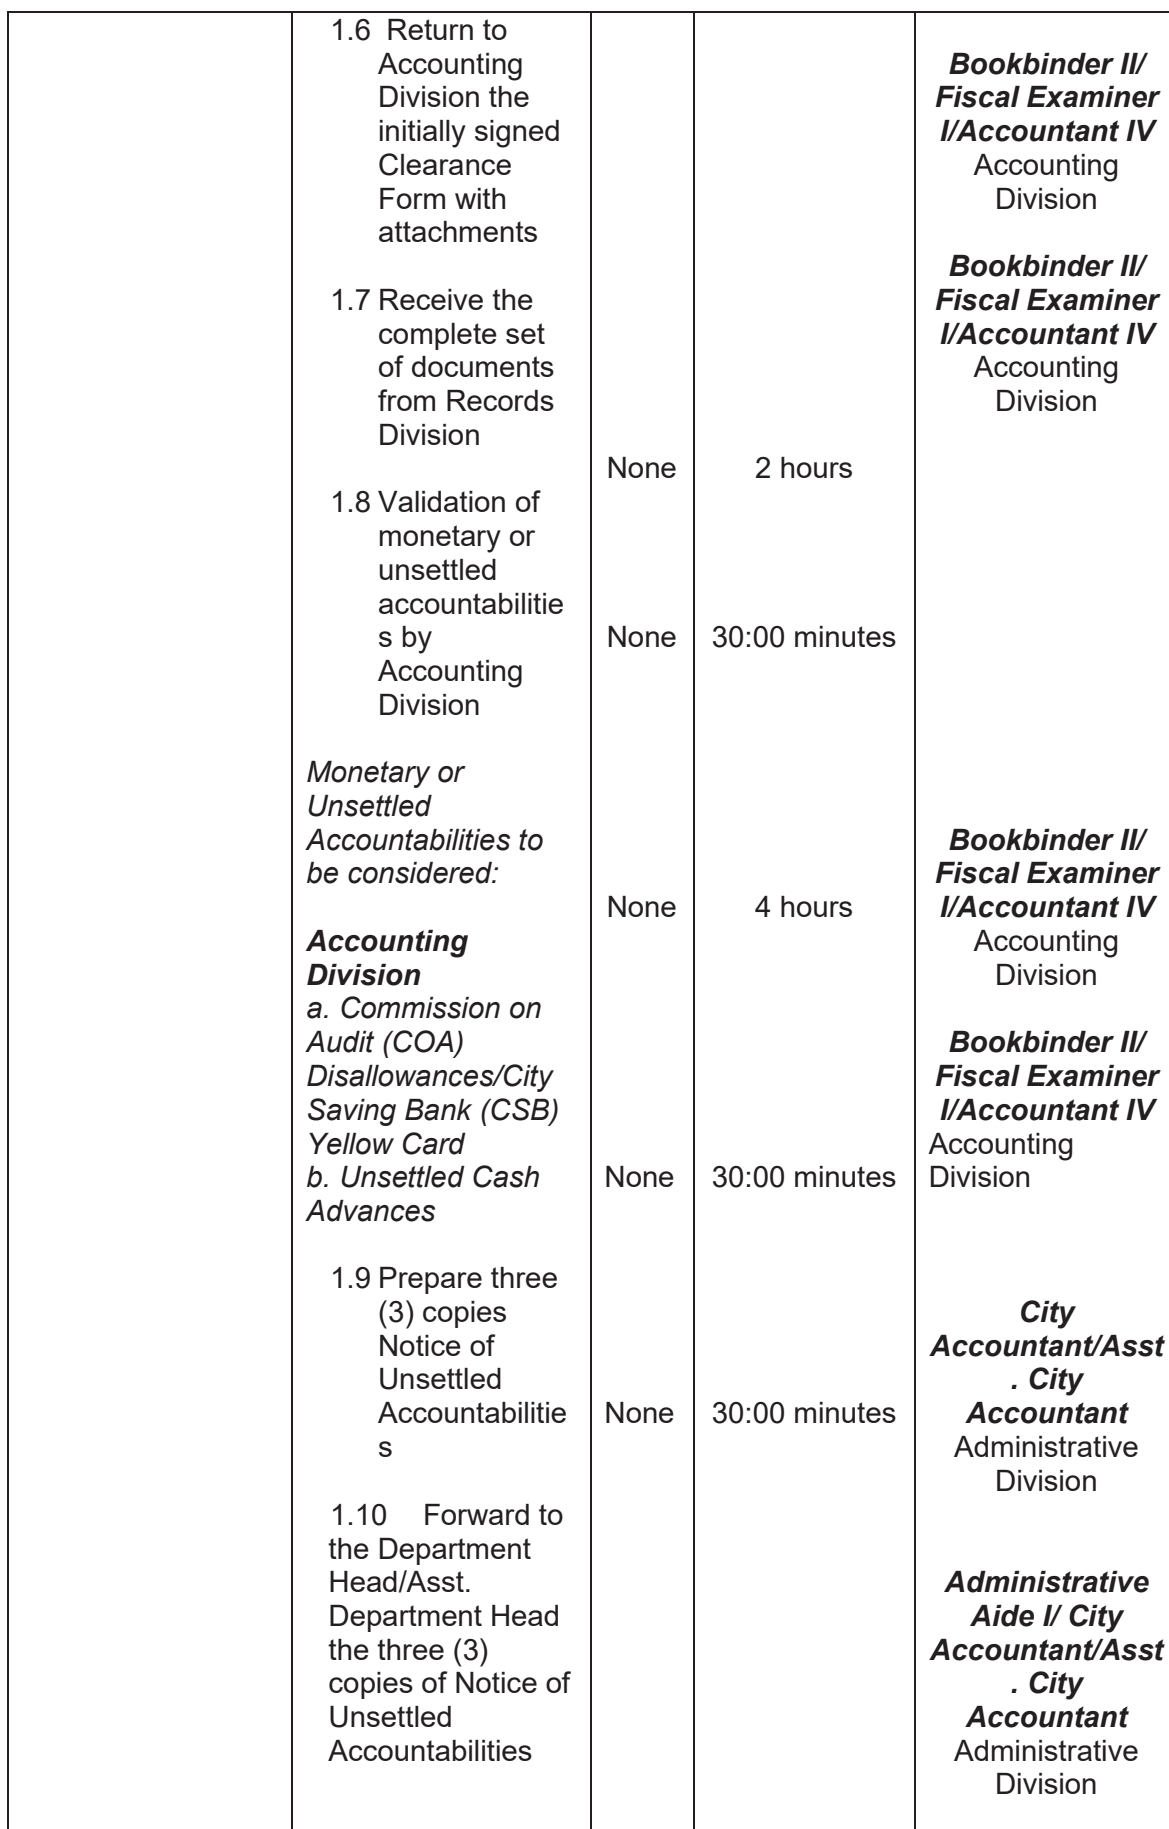 1.6 Return to
Accounting
Division the
initially signed
Clearance
Form with
attachments
1.7 Receive the
complete set
of documents
from Records
Division
1.8 Validation of
monetary or
unsettled
accountabilitie
s by
Accounting
Division
Monetary or
Unsettled
Accountabilities to
be considered:
Accounting
Division
a. Commission on
Audit (COA)
Disallowances/City
Saving Bank (CSB)
Yellow Card
b. Unsettled Cash
Advances
1.9 Prepare three
(3) copies
Notice of
Unsettled
Accountabilitie
s
1.10 Forward to
the Department
Head/Asst.
Department Head
the three (3)
copies of Notice of
Unsettled
Accountabilities
None
None
None
None
None
2 hours
30:00 minutes
4 hours
30:00 minutes
30:00 minutes
Bookbinder II/
Fiscal Examiner
I/Accountant IV
Accounting
Division
Bookbinder II/
Fiscal Examiner
I/Accountant IV
Accounting
Division
Bookbinder II/
Fiscal Examiner
I/Accountant IV
Accounting
Division
Bookbinder II/
Fiscal Examiner
I/Accountant IV
Accounting
Division
City
Accountant/Asst
. City
Accountant
Administrative
Division
Administrative
Aide I/ City
Accountant/Asst
. City
Accountant
Administrative
Division